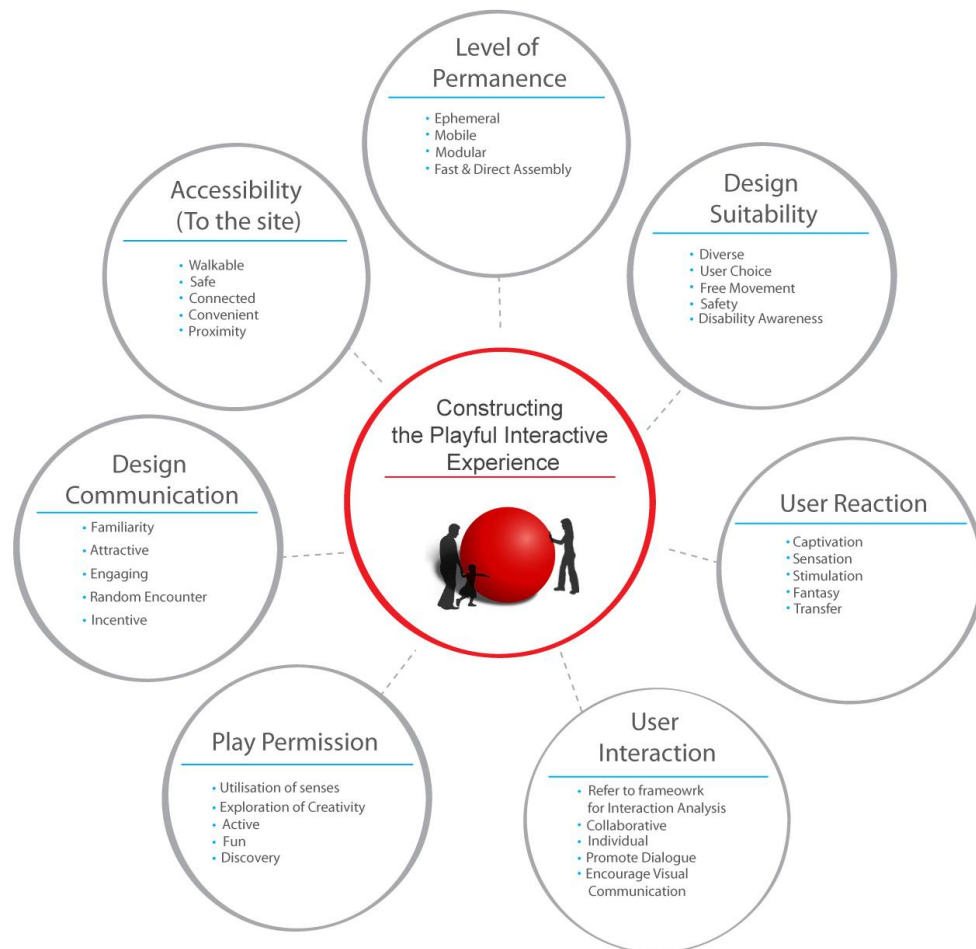 Level of
Permanence
• Ephemeral
• Mobile
• Modular
• Fast & Direct Assembly
Design
Suitability
• Diverse
• User Choice
• Free Movement
• Safety
• Disability Awareness
User Reaction
• Captivation
• Sensation
• Stimulation
• Fantasy
• Transfer
User
Interaction
• Refer to frameowrk
for Interaction Analysis
• Collaborative
• Individual
• Promote Dialogue
• Encourage Visual
Communication
Play Permission
• Utilisation of senses
• Exploration of Creativity
• Active
• Fun
• Discovery
Design
Communication
• Familiarity
• Attractive
• Engaging
• Random Encounter
• Incentive
Accessibility
(To the site)
• Walkable
• Safe
• Connected
• Convenient
• Proximity
Constructing
the Playful Interactive
Experience